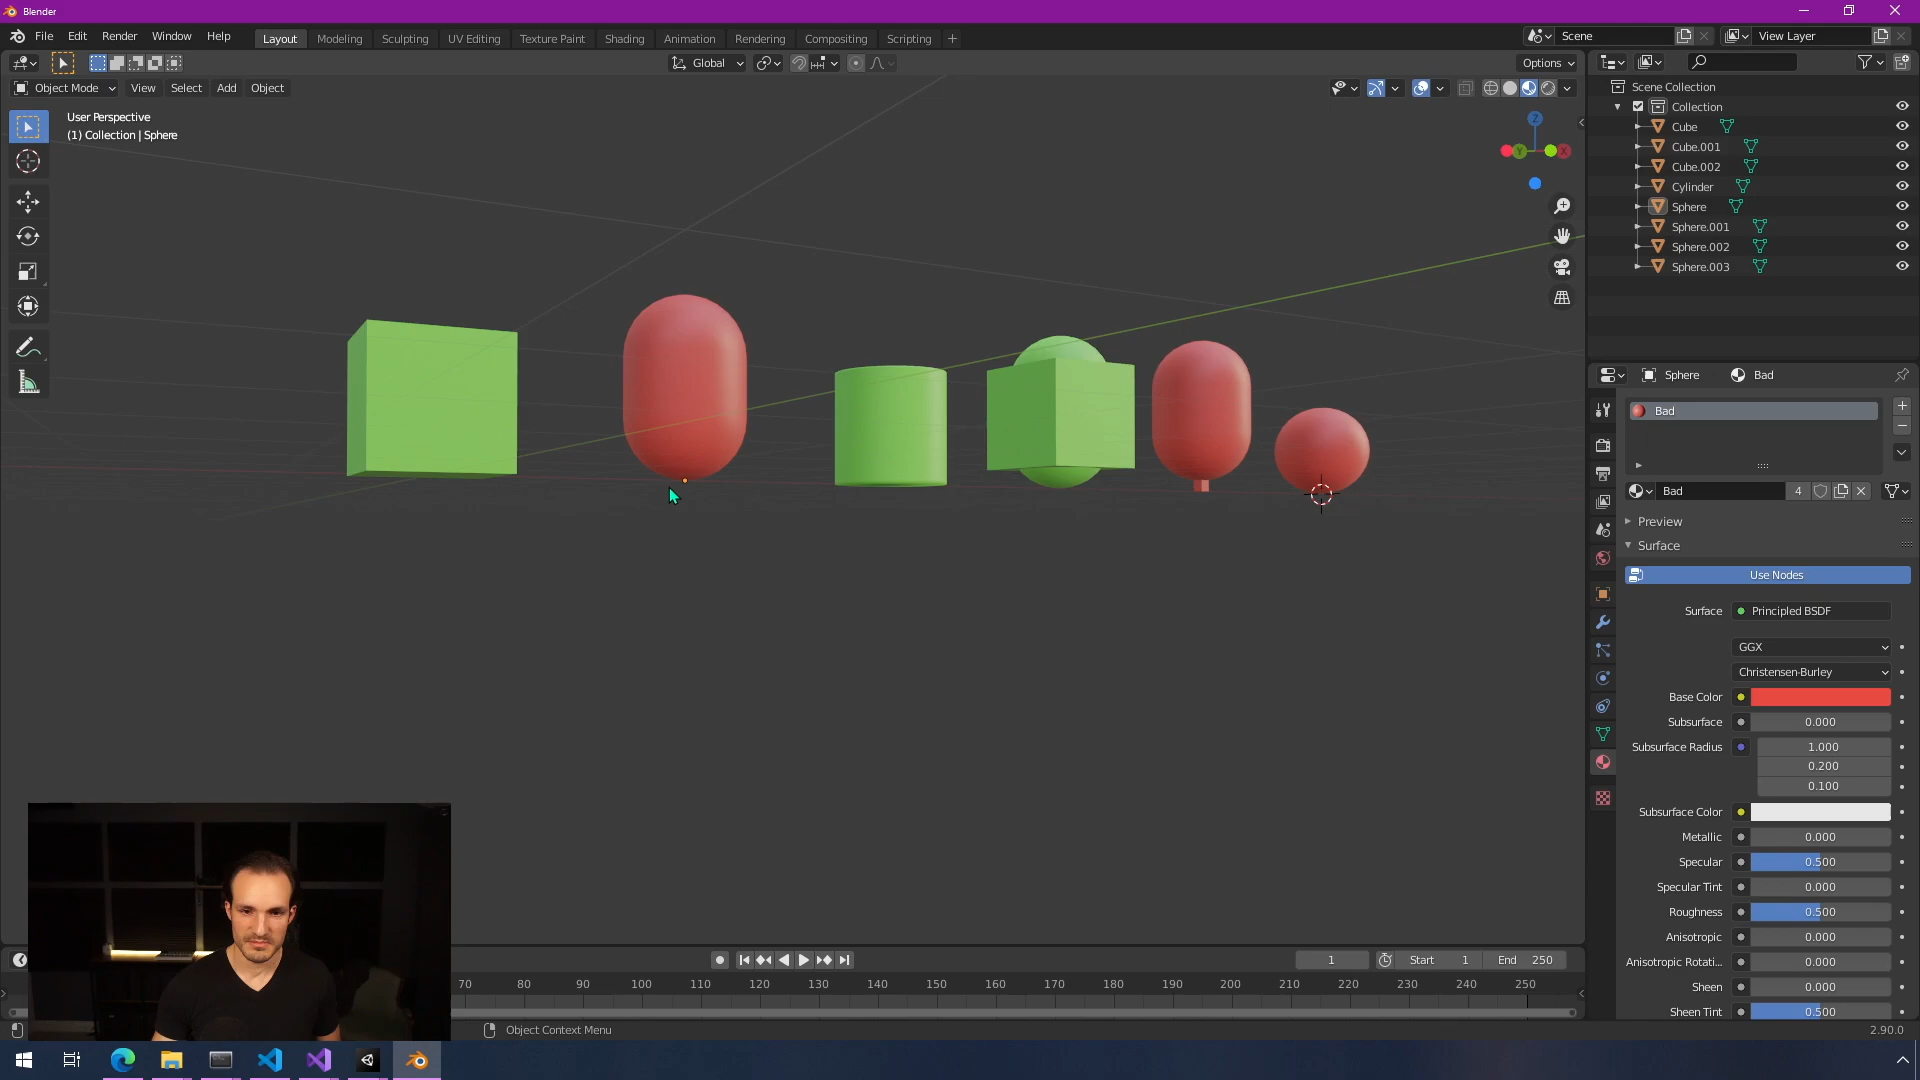 Blender
File Edit Render Window Help
Layout Modeling Sculpting UV Editing Texture Paint Shading Animation Rendering Compositing Scripting
Scene View Layer
Global
Options
Object Mode View Select Add Object
User Perspective
(1) Collection | Sphere
Z
Y
X
Scene Collection
Collection
Cube
Cube.001
Cube.002
Cylinder
Sphere
Sphere.001
Sphere.002
Sphere.003
Sphere Bad
Bad
Bad 4
Preview
Surface
Use Nodes
Surface Principled BSDF
GGX
Christensen-Burley
Base Color
Subsurface 0.000
Subsurface Radius 1.000
0.200
0.100
Subsurface Color
Metallic 0.000
Specular 0.500
Specular Tint 0.000
Roughness 0.500
Anisotropic 0.000
Anisotropic Rotati... 0.000
Sheen 0.000
Sheen Tint 0.500
1 Start 1 End 250
70 80 90 100 110 120 130 140 150 160 170 180 190 200 210 220 230 240 250
Object Context Menu
2.90.0